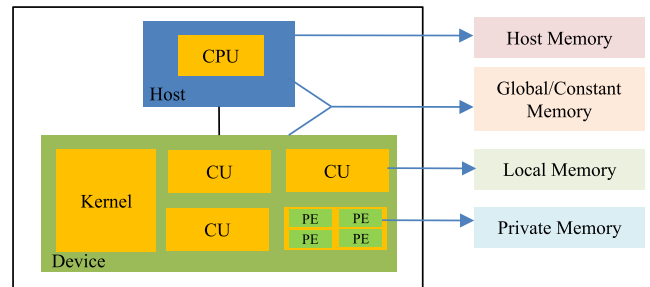 CPU
Host
Host Memory
Global/Constant
Memory
Kernel
CU
CU
Local Memory
CU
PE PE
PE PE
Private Memory
Device